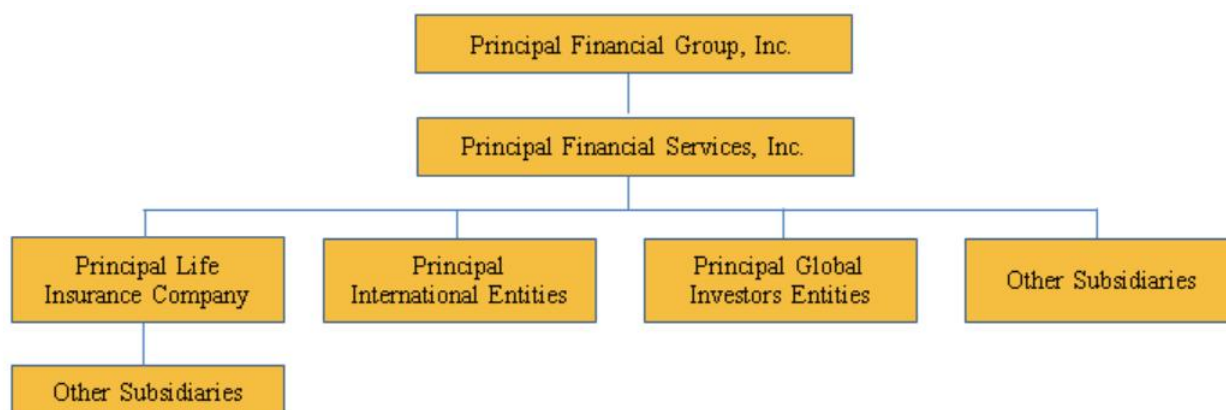 Principal Financial Group, Inc.
Principal Financial Services, Inc.
Principal Life
Insurance Company
Principal
International Entities
Principal Global
Investors Entities
Other Subsidiaries
Other Subsidiaries